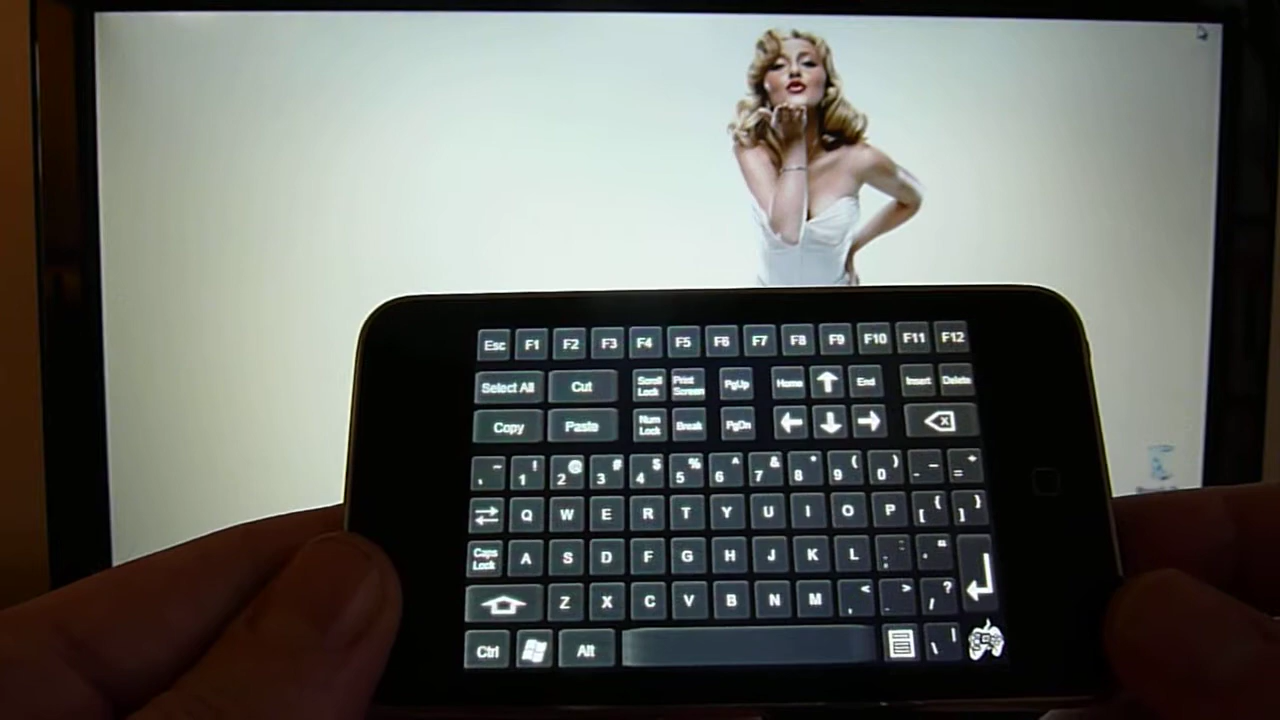 Esc F1 F2 F3 F4 F5 F6 F7 F8 F9 F10 F11 F12
Select All Cut Scroll Lock Print Screen PgUp Home End Insert Delete
Copy Paste Num Lock Break PgDn
! @ # $ % ^ & * ( ) _ +
1 2 3 4 5 6 7 8 9 0 - =
Q W E R T Y U I O P [ { ] }
Caps Lock A S D F G H J K L ; : ' "
Z X C V B N M , < . > / ?
Ctrl Alt \ |